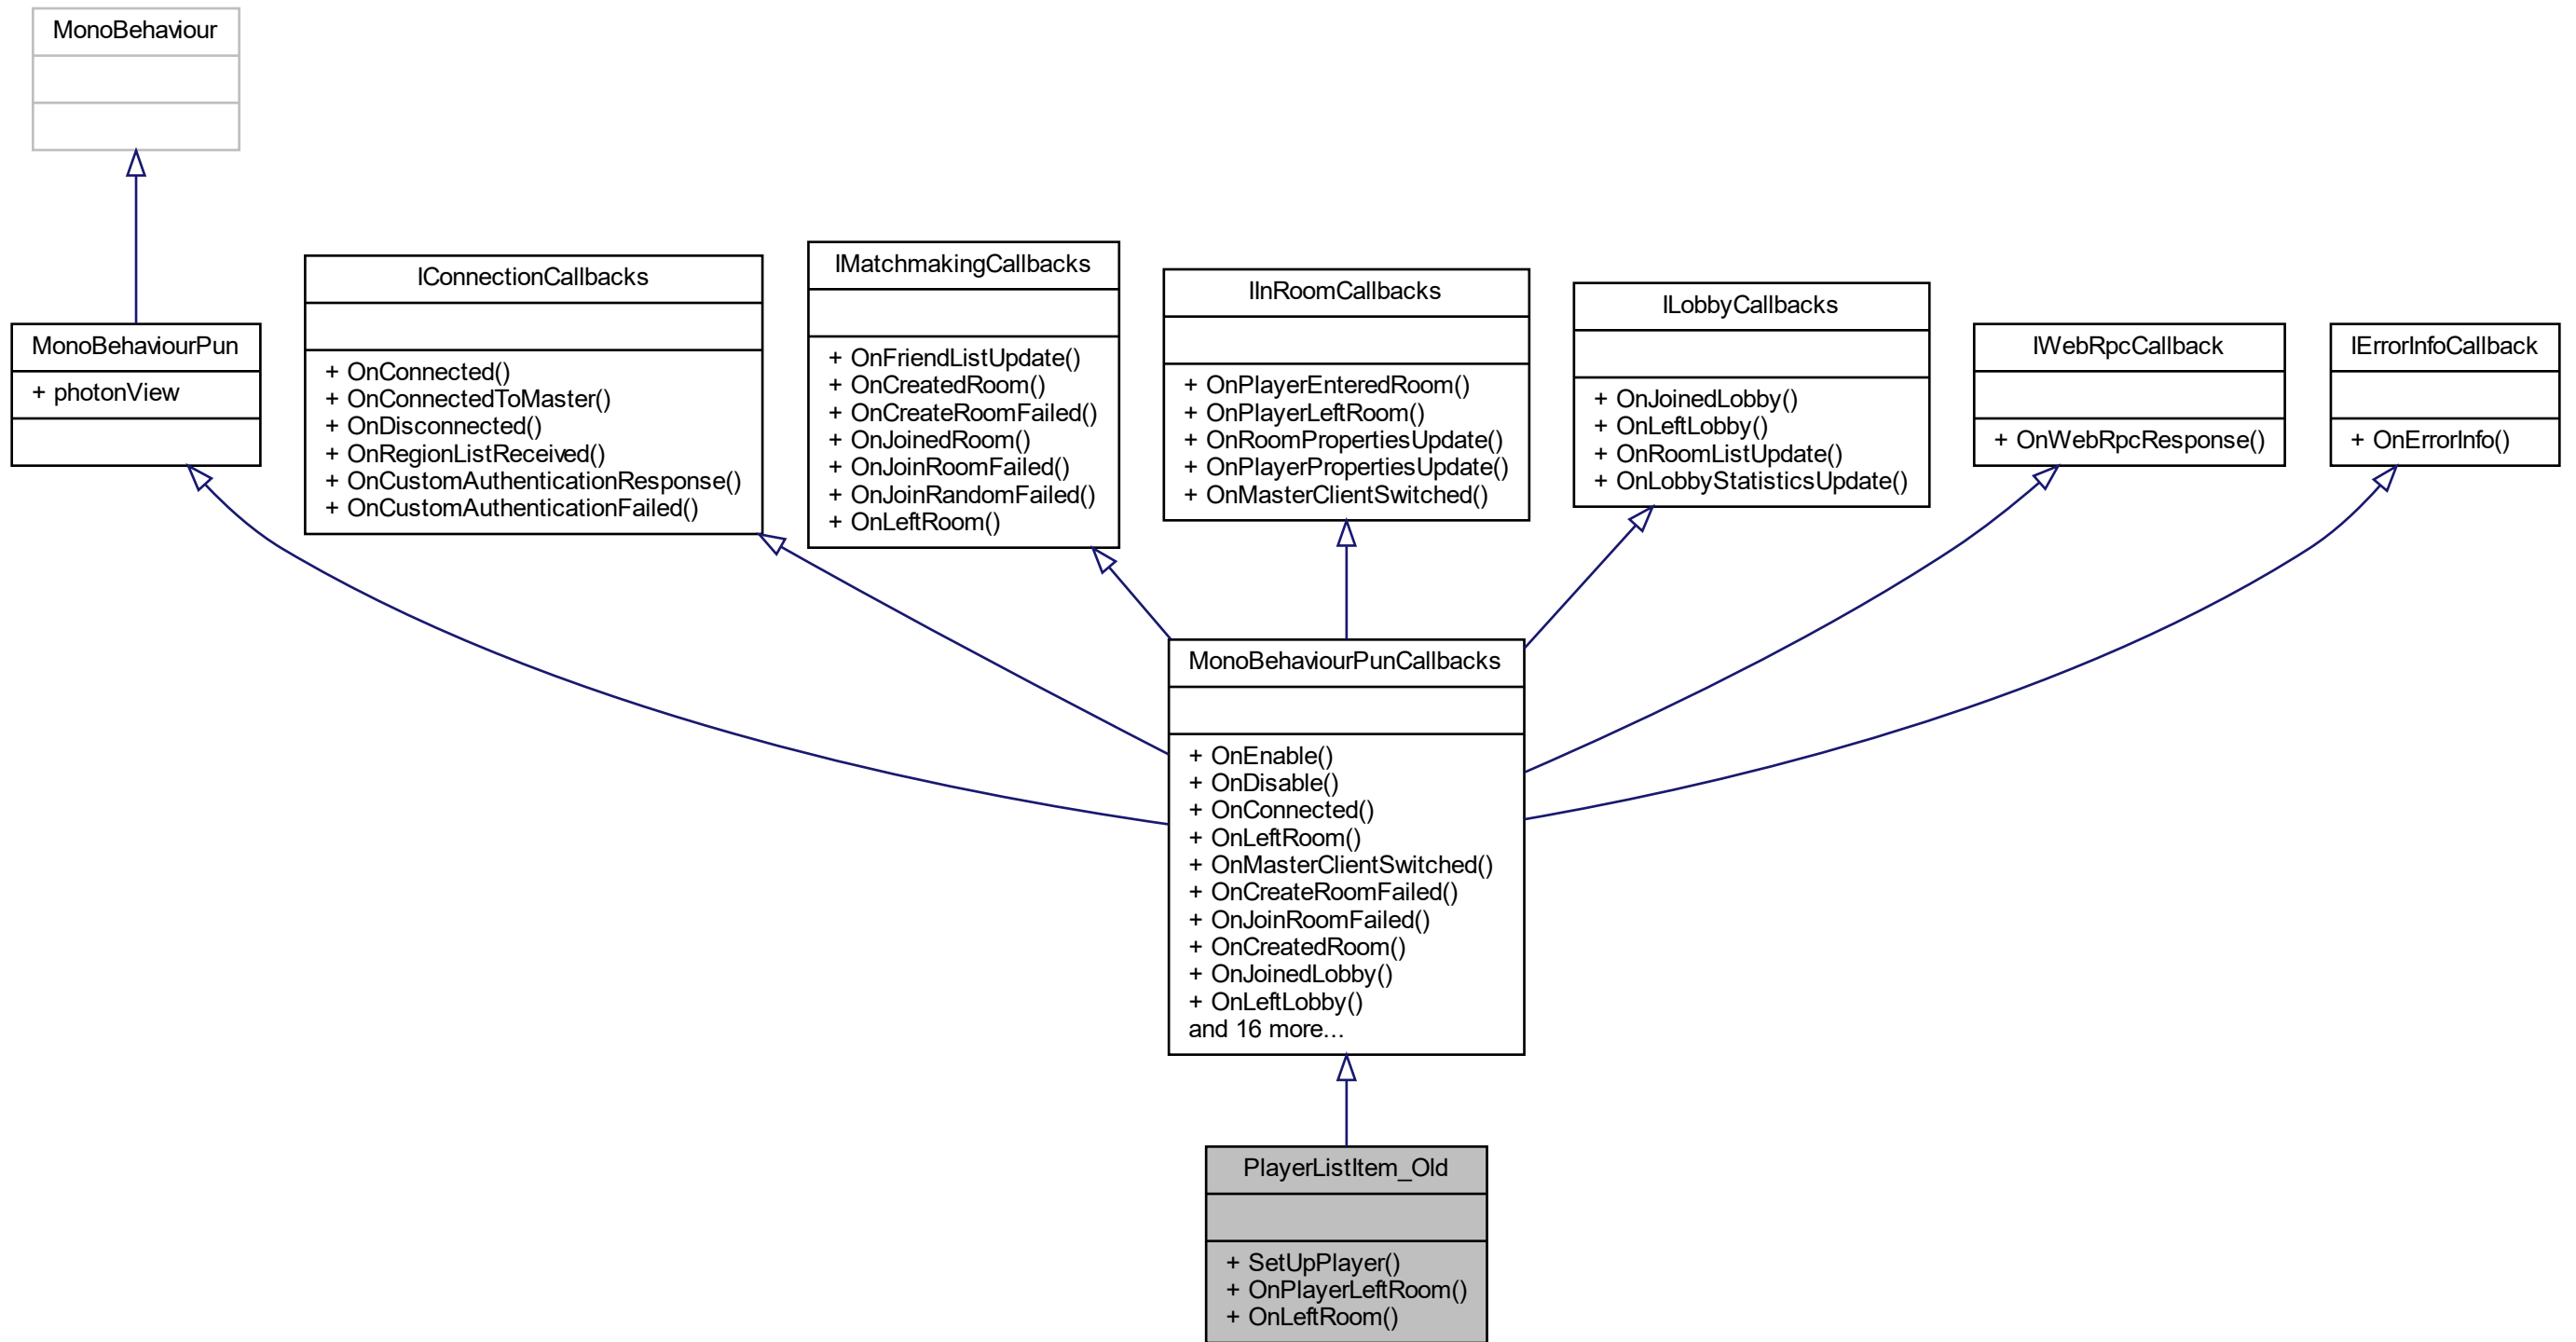 MonoBehaviour
MonoBehaviourPun
+ photonView
IConnectionCallbacks
+ OnConnected()
+ OnConnectedToMaster()
+ OnDisconnected()
+ OnRegionListReceived()
+ OnCustomAuthenticationResponse()
+ OnCustomAuthenticationFailed()
IMatchmakingCallbacks
+ OnFriendListUpdate()
+ OnCreatedRoom()
+ OnCreateRoomFailed()
+ OnJoinedRoom()
+ OnJoinRoomFailed()
+ OnJoinRandomFailed()
+ OnLeftRoom()
IInRoomCallbacks
+ OnPlayerEnteredRoom()
+ OnPlayerLeftRoom()
+ OnRoomPropertiesUpdate()
+ OnPlayerPropertiesUpdate()
+ OnMasterClientSwitched()
ILobbyCallbacks
+ OnJoinedLobby()
+ OnLeftLobby()
+ OnRoomListUpdate()
+ OnLobbyStatisticsUpdate()
IWebRpcCallback
+ OnWebRpcResponse()
IErrorInfoCallback
+ OnErrorInfo()
MonoBehaviourPunCallbacks
+ OnEnable()
+ OnDisable()
+ OnConnected()
+ OnLeftRoom()
+ OnMasterClientSwitched()
+ OnCreateRoomFailed()
+ OnJoinRoomFailed()
+ OnCreatedRoom()
+ OnJoinedLobby()
+ OnLeftLobby()
and 16 more...
PlayerListItem_Old
+ SetUpPlayer()
+ OnPlayerLeftRoom()
+ OnLeftRoom()